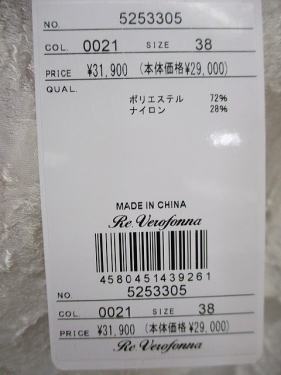 NO. 5253305
COL. 0021 SIZE 38
PRICE ¥31,900 (本体価格¥29,000)
QUAL.
ポリエステル 72%
ナイロン 28%
MADE IN CHINA
Re.Verofonna
4580451439261
NO. 5253305
COL. 0021 SIZE 38
PRICE ¥31,900 (本体価格¥29,000)
Re.Verofonna